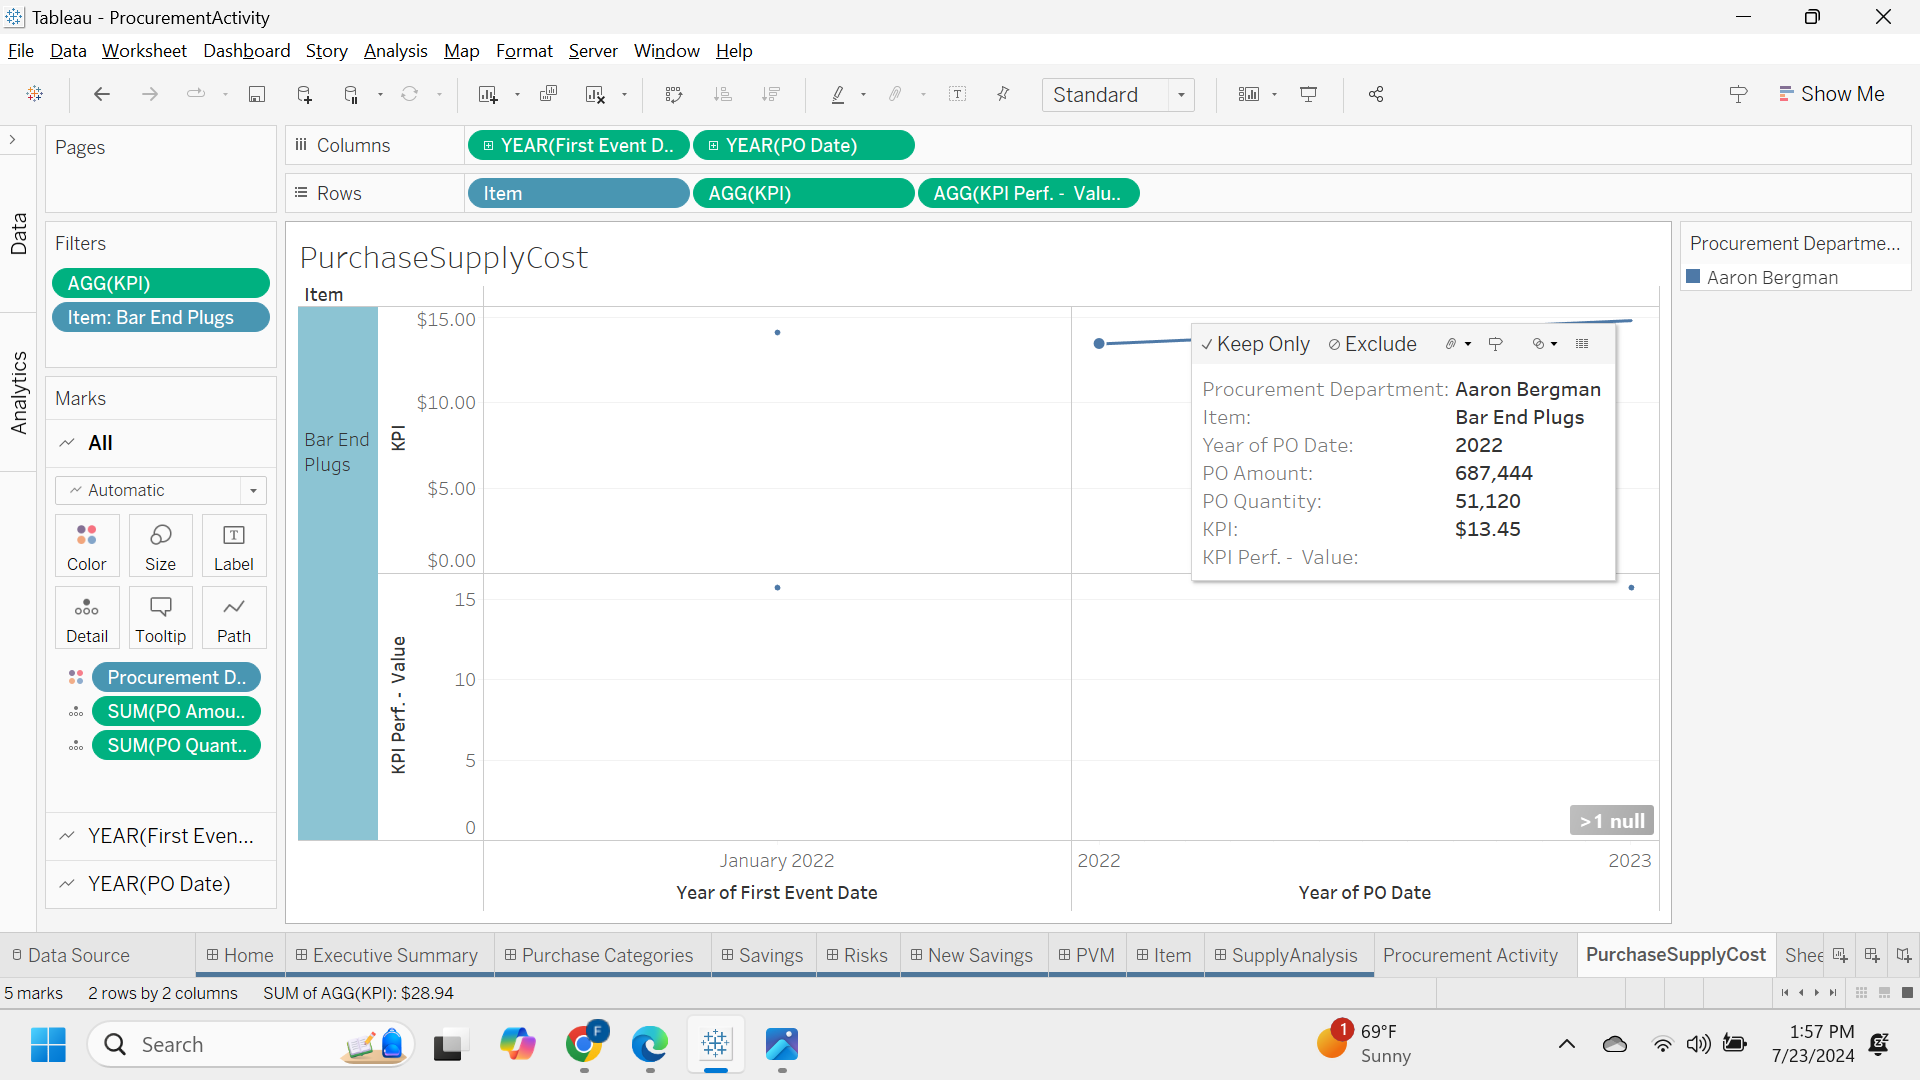 Tableau - ProcurementActivity
File Data Worksheet Dashboard Story Analysis Map Format Server Window Help
Standard
Show Me
Pages
Columns
YEAR(First Event D..
YEAR(PO Date)
Rows
Item
AGG(KPI)
AGG(KPI Perf. - Valu..
Data
Analytics
Filters
AGG(KPI)
Item: Bar End Plugs
Marks
All
Automatic
Color
Size
Label
Detail
Tooltip
Path
Procurement D..
SUM(PO Amou..
SUM(PO Quant..
YEAR(First Even...
YEAR(PO Date)
PurchaseSupplyCost
Item
Bar End
Plugs
KPI
$15.00
$10.00
$5.00
$0.00
KPI Perf. - Value
15
10
5
0
Keep Only Exclude
Procurement Department: Aaron Bergman
Item: Bar End Plugs
Year of PO Date: 2022
PO Amount: 687,444
PO Quantity: 51,120
KPI: $13.45
KPI Perf. - Value:
>1 null
January 2022
2022
2023
Year of First Event Date
Year of PO Date
Procurement Departme...
Aaron Bergman
Data Source
Home
Executive Summary
Purchase Categories
Savings
Risks
New Savings
PVM
Item
SupplyAnalysis
Procurement Activity
PurchaseSupplyCost
Shee
5 marks 2 rows by 2 columns SUM of AGG(KPI): $28.94
Search
F
1
69°F
Sunny
1:57 PM
7/23/2024